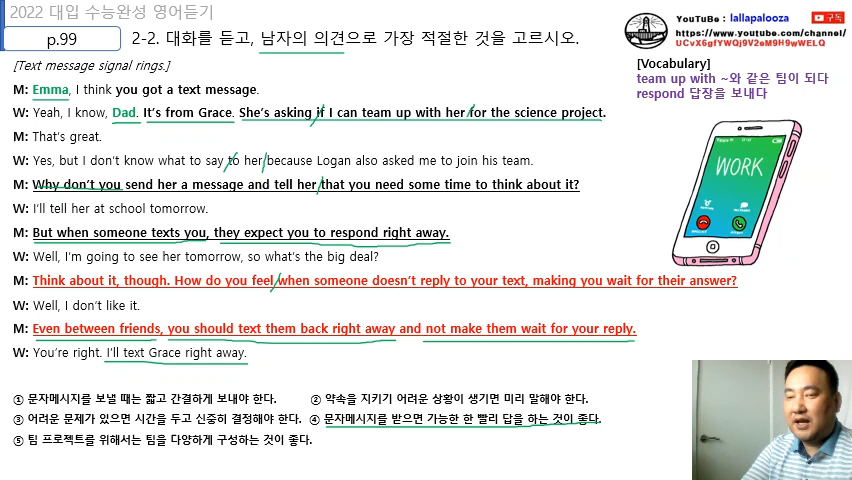 2022 대입 수능완성 영어듣기
p.99
2-2. 대화를 듣고, 남자의 의견으로 가장 적절한 것을 고르시오.
YouTuBe : lallapalooza
구독
https://www.youtube.com/channel/
UCvX6gfYWQj9V2eM9H9wWELQ
[Text message signal rings.]
M: Emma, I think you got a text message.
W: Yeah, I know, Dad. It's from Grace. She's asking if I can team up with her for the science project.
M: That's great.
W: Yes, but I don't know what to say to her because Logan also asked me to join his team.
M: Why don't you send her a message and tell her that you need some time to think about it?
W: I'll tell her at school tomorrow.
M: But when someone texts you, they expect you to respond right away.
W: Well, I'm going to see her tomorrow, so what's the big deal?
M: Think about it, though. How do you feel when someone doesn't reply to your text, making you wait for their answer?
W: Well, I don't like it.
M: Even between friends, you should text them back right away and not make them wait for your reply.
W: You're right. I'll text Grace right away.
[Vocabulary]
team up with ~와 같은 팀이 되다
respond 답장을 보내다
WORK
① 문자메시지를 보낼 때는 짧고 간결하게 보내야 한다.
② 약속을 지키기 어려운 상황이 생기면 미리 말해야 한다.
③ 어려운 문제가 있으면 시간을 두고 신중히 결정해야 한다.
④ 문자메시지를 받으면 가능한 한 빨리 답을 하는 것이 좋다.
⑤ 팀 프로젝트를 위해서는 팀을 다양하게 구성하는 것이 좋다.